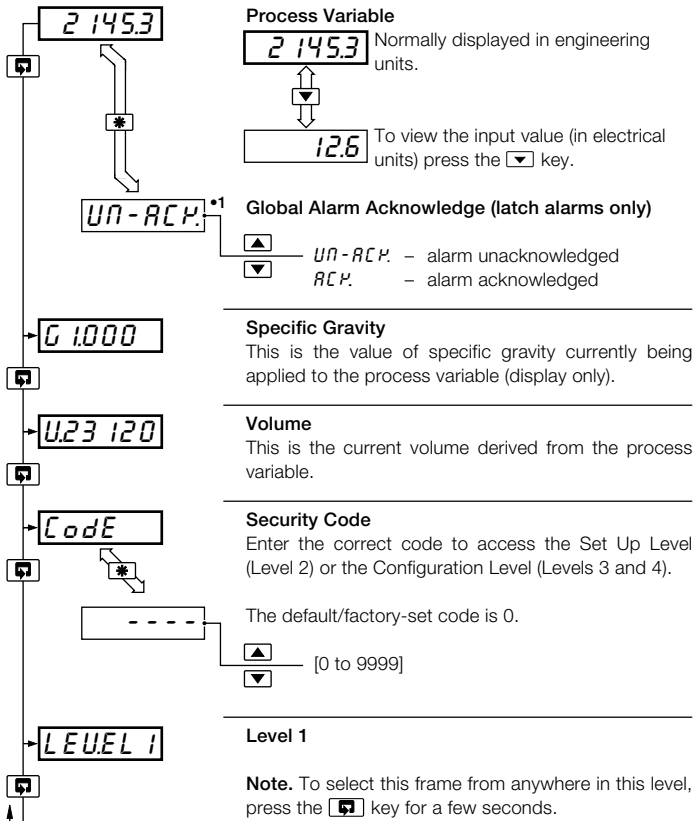 2 145.3
Process Variable
2 145.3
Normally displayed in engineering
units.
12.6
To view the input value (in electrical
units) press the key.
Un-ACK.
•1
Global Alarm Acknowledge (latch alarms only)
Un-ACK. – alarm unacknowledged
ACK. – alarm acknowledged
G 1.000
Specific Gravity
This is the value of specific gravity currently being
applied to the process variable (display only).
U.23 120
Volume
This is the current volume derived from the process
variable.
CodE
Security Code
Enter the correct code to access the Set Up Level
(Level 2) or the Configuration Level (Levels 3 and 4).
- - - -
The default/factory-set code is 0.
[0 to 9999]
LEU.EL 1
Level 1
Note. To select this frame from anywhere in this level,
press the key for a few seconds.